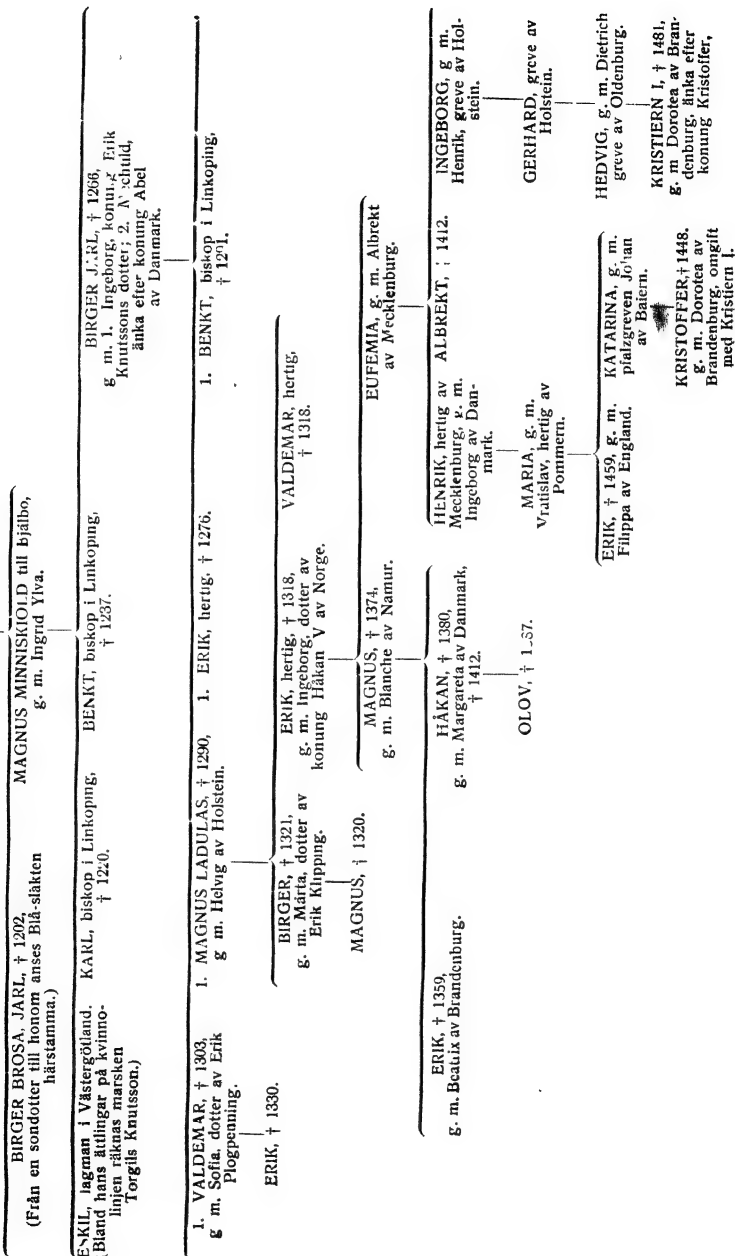 BIRGER BROSA, JARL, † 1202,
(Från en sondotter till honom anses Blå-släkten
härstamma.)
MAGNUS MINNISKIOLD till Bjälbo,
g. m. Ingrid Ylva.
ESKIL, lagman i Västergötland.
(Bland hans ättlingar på kvinno-
linjen räknas marsken
Torgils Knutsson.)
KARL, biskop i Linkoping,
† 1220.
BENKT, biskop i Linkoping,
† 1237.
BIRGER JARL, † 1266,
g m. 1. Ingeborg, konung Erik
Knutssons dotter; 2.
änka efter konung Abel
av Danmark.
1. VALDEMAR, † 1303,
g m. Sofia, dotter av Erik
Plogpenning.
1. MAGNUS LADULAS, † 1290,
g m. Helvig av Holstein.
1. ERIK, hertig. † 1276.
1. BENKT, biskop i Linkoping,
†
ERIK, † 1330.
BIRGER, † 1321,
g. m. Märta, dotter av
Erik Klipping.
ERIK, hertig, † 1318,
g. m. Ingeborg, dotter av
konung Håkan V av Norge.
VALDEMAR, hertig,
† 1318.
MAGNUS, † 1320.
MAGNUS, † 1374,
g. m. Blanche av Namur.
EUFEMIA, g. m. Albrekt
av Mecklenburg.
ERIK, † 1359,
g. m. Beatrix av Brandenburg.
HÅKAN, † 1380,
g. m. Margareta av Danmark,
† 1412.
HENRIK, hertig av
Mecklenburg, g. m.
Ingeborg av Dan-
mark.
ALBREKT, † 1412.
INGEBORG, g m.
Henrik, greve av Hol-
stein.
OLOV, †
MARIA, g. m.
Vratislav, hertig av
Pommern.
GERHARD, greve av
Holstein.
ERIK, † 1459, g. m.
Filippa av England.
KATARINA, g. m.
pfalzgreven Johan
av Baiern.
HEDVIG, g. m. Dietrich
greve av Oldenburg.
KRISTOFFER, † 1448.
g. m. Dorotea av
Brandenburg, omgift
med Kristiern I.
KRISTIERN I, † 1481,
g. m Dorotea av Bran-
denburg, änka efter
konung Kristoffer,